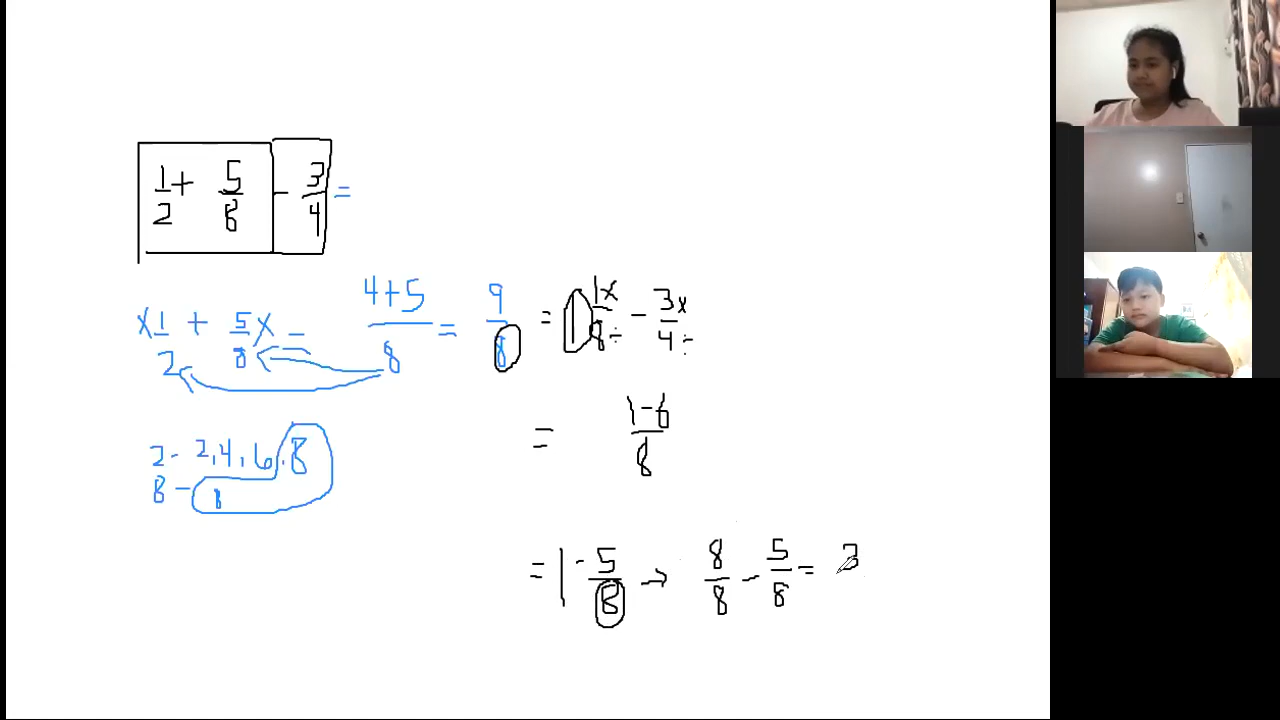 1/2 + 5/8 - 3/4 =
x1/2 + 5x/8 = (4+5)/8 = 9/8 = 1 1x/8÷ - 3x/4÷
= (1-6)/8
2 - 2,4,6,8
8 - 8
= 1 - 5/8 → 8/8 - 5/8 = 3